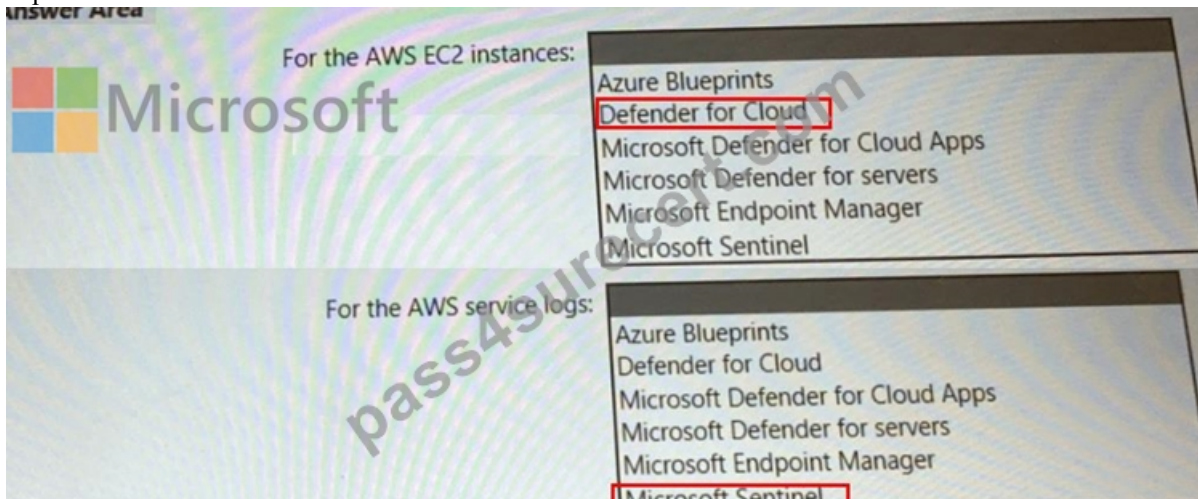 Answer Area
For the AWS EC2 instances:
Microsoft
Azure Blueprints
Defender for Cloud
Microsoft Defender for Cloud Apps
Microsoft Defender for servers
Microsoft Endpoint Manager
Microsoft Sentinel
For the AWS service logs:
Azure Blueprints
Defender for Cloud
Microsoft Defender for Cloud Apps
Microsoft Defender for servers
Microsoft Endpoint Manager
Microsoft Sentinel
pass4surecert.com